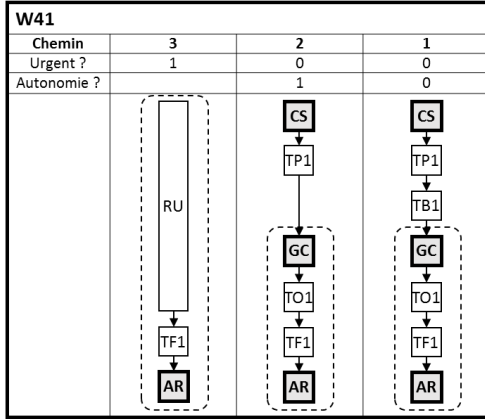 W41
Chemin 3 2 1
Urgent ? 1 0 0
Autonomie ? 1 0
CS CS
TP1 TP1
RU TB1
GC GC
TO1 TO1
TF1 TF1 TF1
AR AR AR